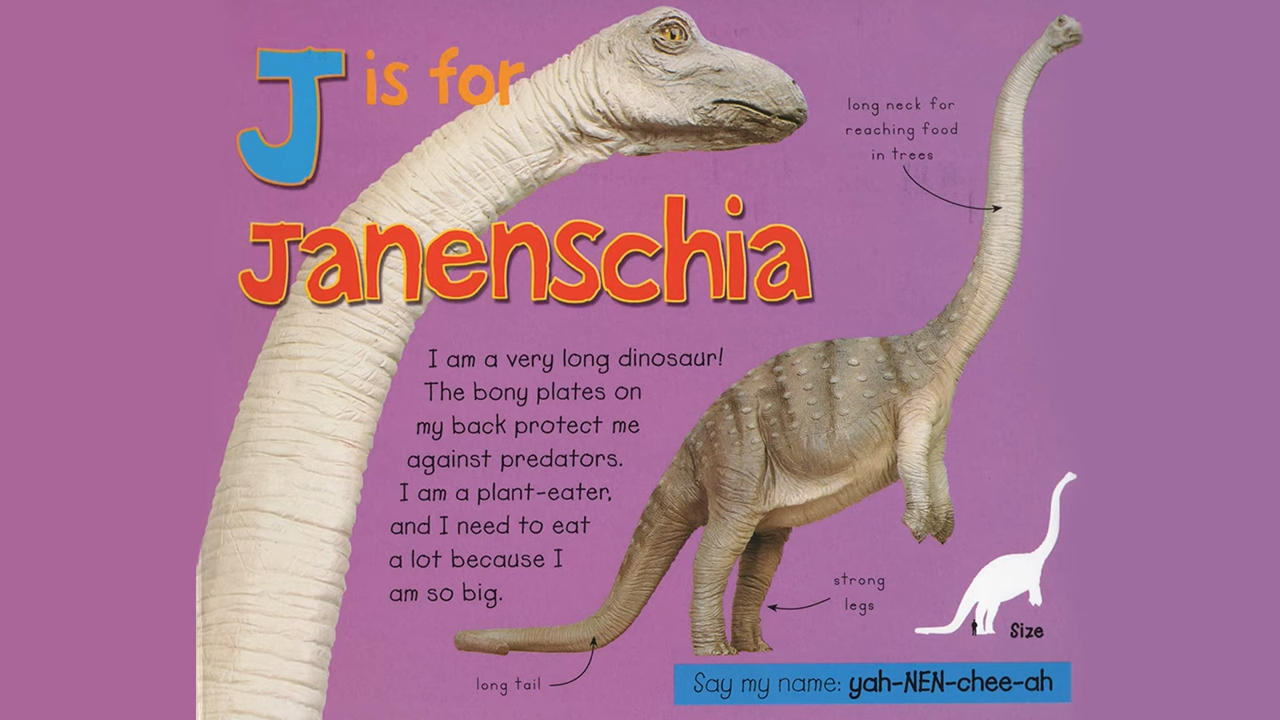 J is for
Janenschia
I am a very long dinosaur!
The bony plates on
my back protect me
against predators.
I am a plant-eater,
and I need to eat
a lot because I
am so big.
long neck for
reaching food
in trees
strong
legs
long tail
Size
Say my name: yah-NEN-chee-ah